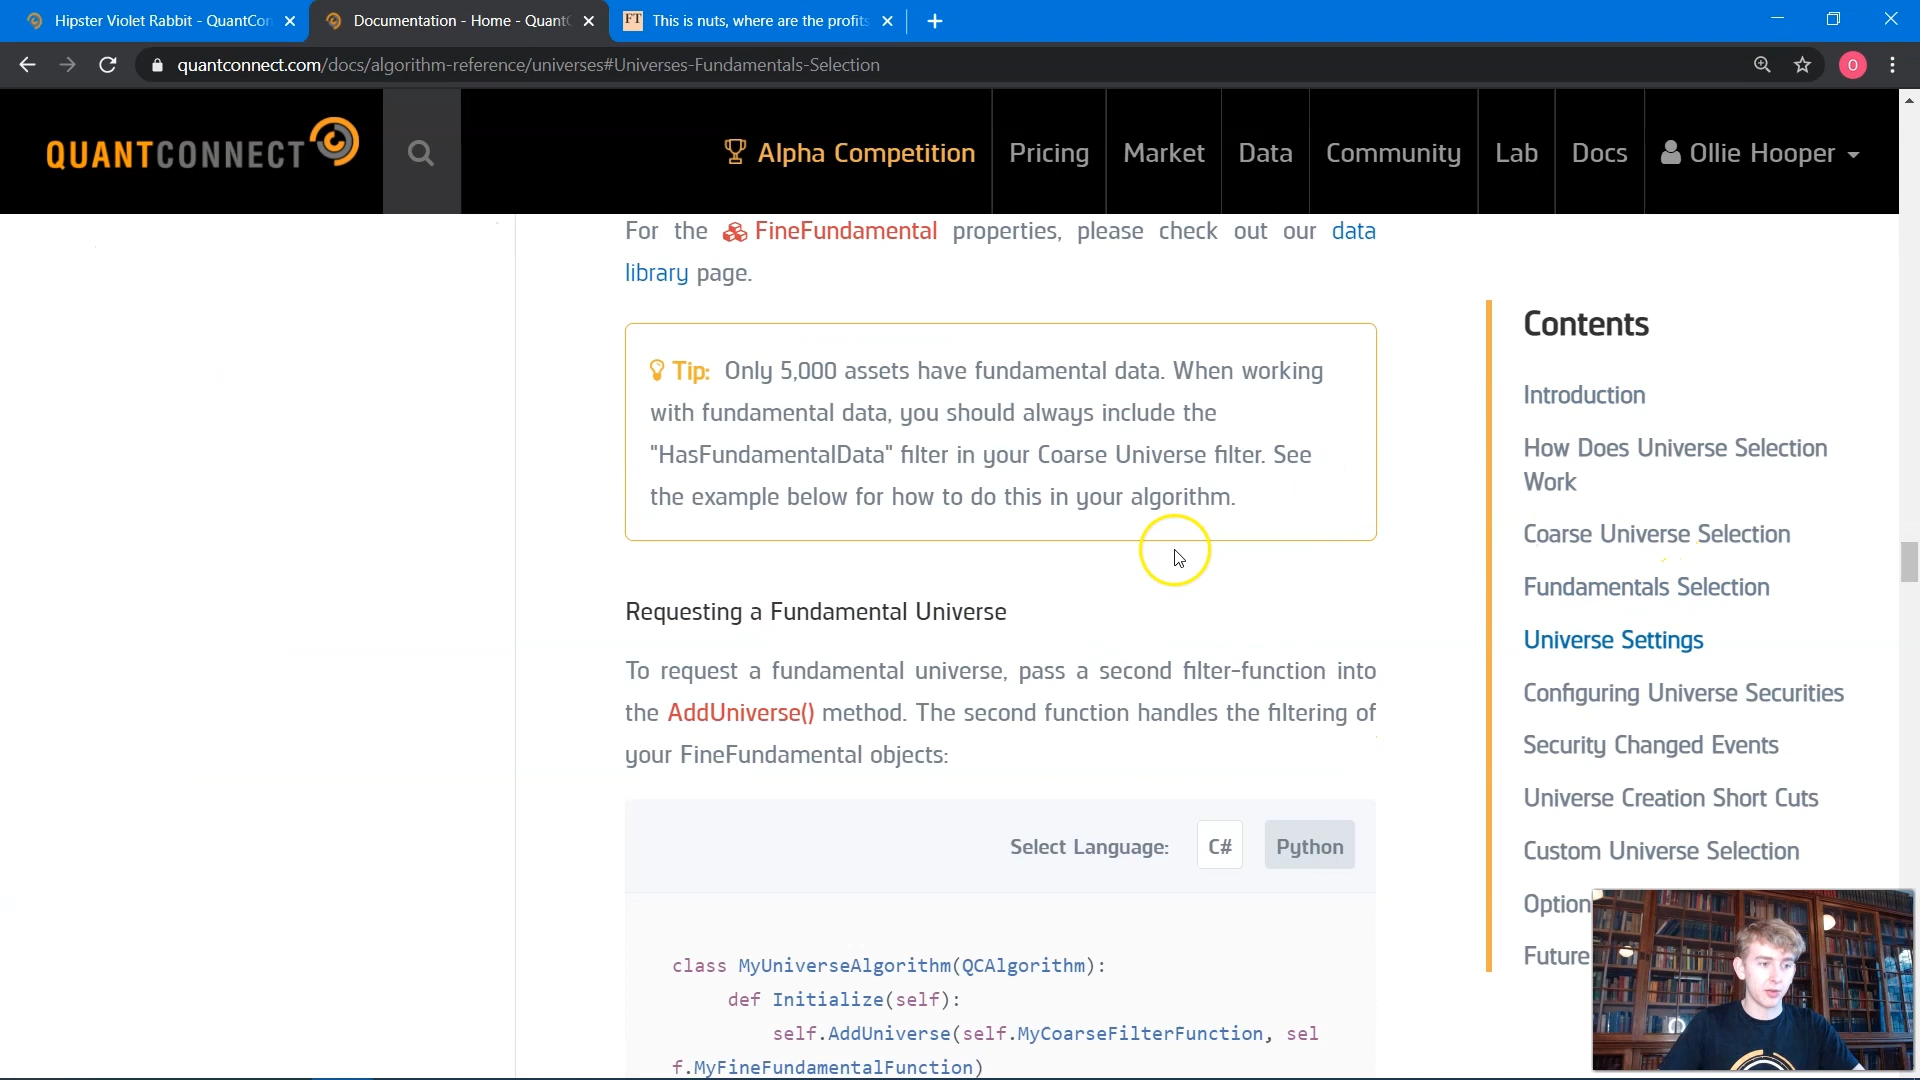 Hipster Violet Rabbit - QuantCon
Documentation - Home - QuantC
FT This is nuts, where are the profits
quantconnect.com/docs/algorithm-reference/universes#Universes-Fundamentals-Selection
O
QUANTCONNECT
Alpha Competition
Pricing
Market
Data
Community
Lab
Docs
Ollie Hooper
For the FineFundamental properties, please check out our data
library page.
Tip: Only 5,000 assets have fundamental data. When working
with fundamental data, you should always include the
"HasFundamentalData" filter in your Coarse Universe filter. See
the example below for how to do this in your algorithm.
Requesting a Fundamental Universe
To request a fundamental universe, pass a second filter-function into
the AddUniverse() method. The second function handles the filtering of
your FineFundamental objects:
Select Language:
C#
Python
class MyUniverseAlgorithm(QCAlgorithm):
def Initialize(self):
self.AddUniverse(self.MyCoarseFilterFunction, sel
f.MyFineFundamentalFunction)
Contents
Introduction
How Does Universe Selection
Work
Coarse Universe Selection
Fundamentals Selection
Universe Settings
Configuring Universe Securities
Security Changed Events
Universe Creation Short Cuts
Custom Universe Selection
Option
Future